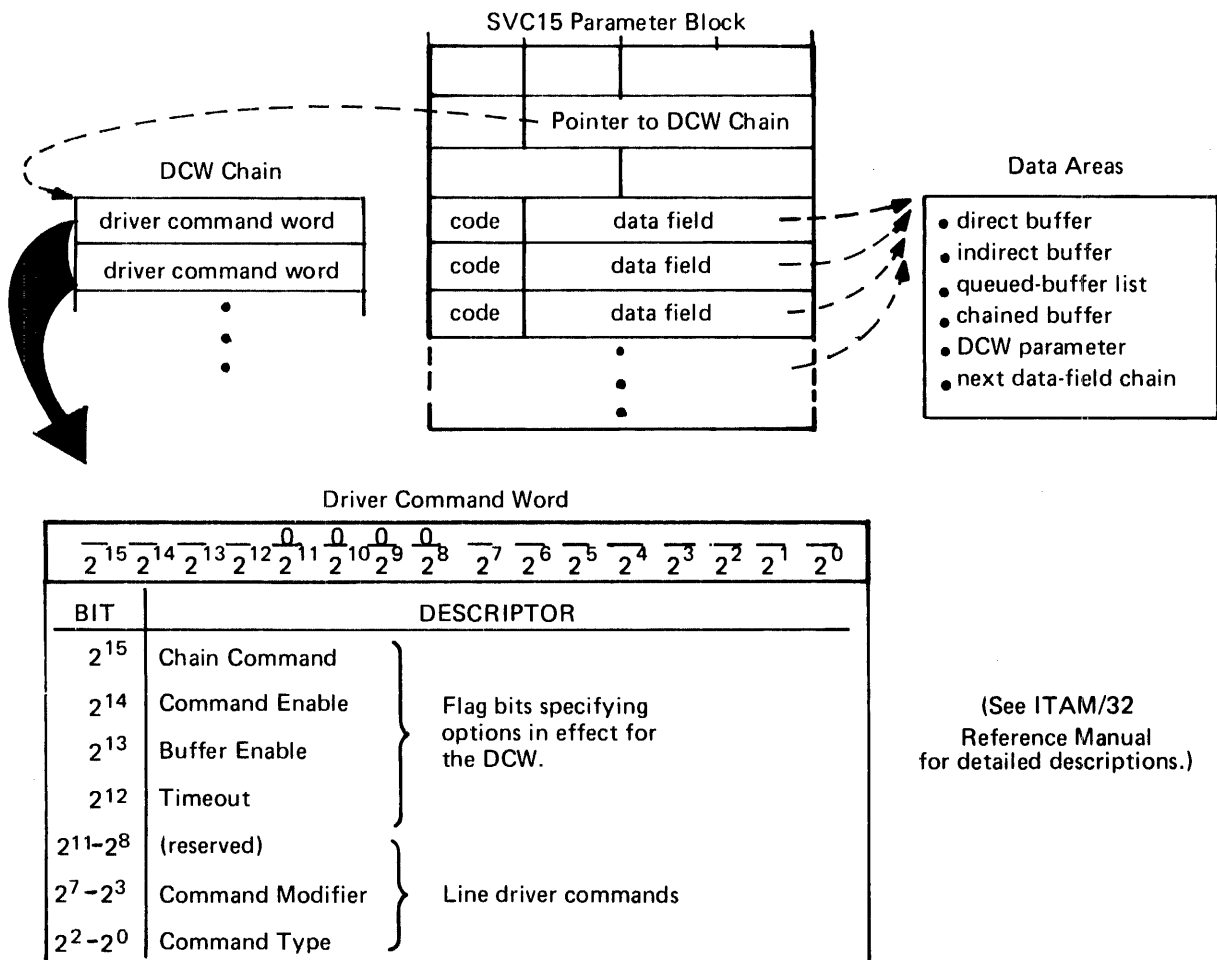 SVC15 Parameter Block
Pointer to DCW Chain
DCW Chain
driver command word
driver command word
code data field
code data field
code data field
Data Areas
• direct buffer
• indirect buffer
• queued-buffer list
• chained buffer
• DCW parameter
• next data-field chain
Driver Command Word
0 0 0 0
2^15 2^14 2^13 2^12 2^11 2^10 2^9 2^8 2^7 2^6 2^5 2^4 2^3 2^2 2^1 2^0
BIT DESCRIPTOR
2^15 Chain Command
2^14 Command Enable
2^13 Buffer Enable
2^12 Timeout
Flag bits specifying
options in effect for
the DCW.
2^11-2^8 (reserved)
2^7-2^3 Command Modifier
2^2-2^0 Command Type
Line driver commands
(See ITAM/32
Reference Manual
for detailed descriptions.)